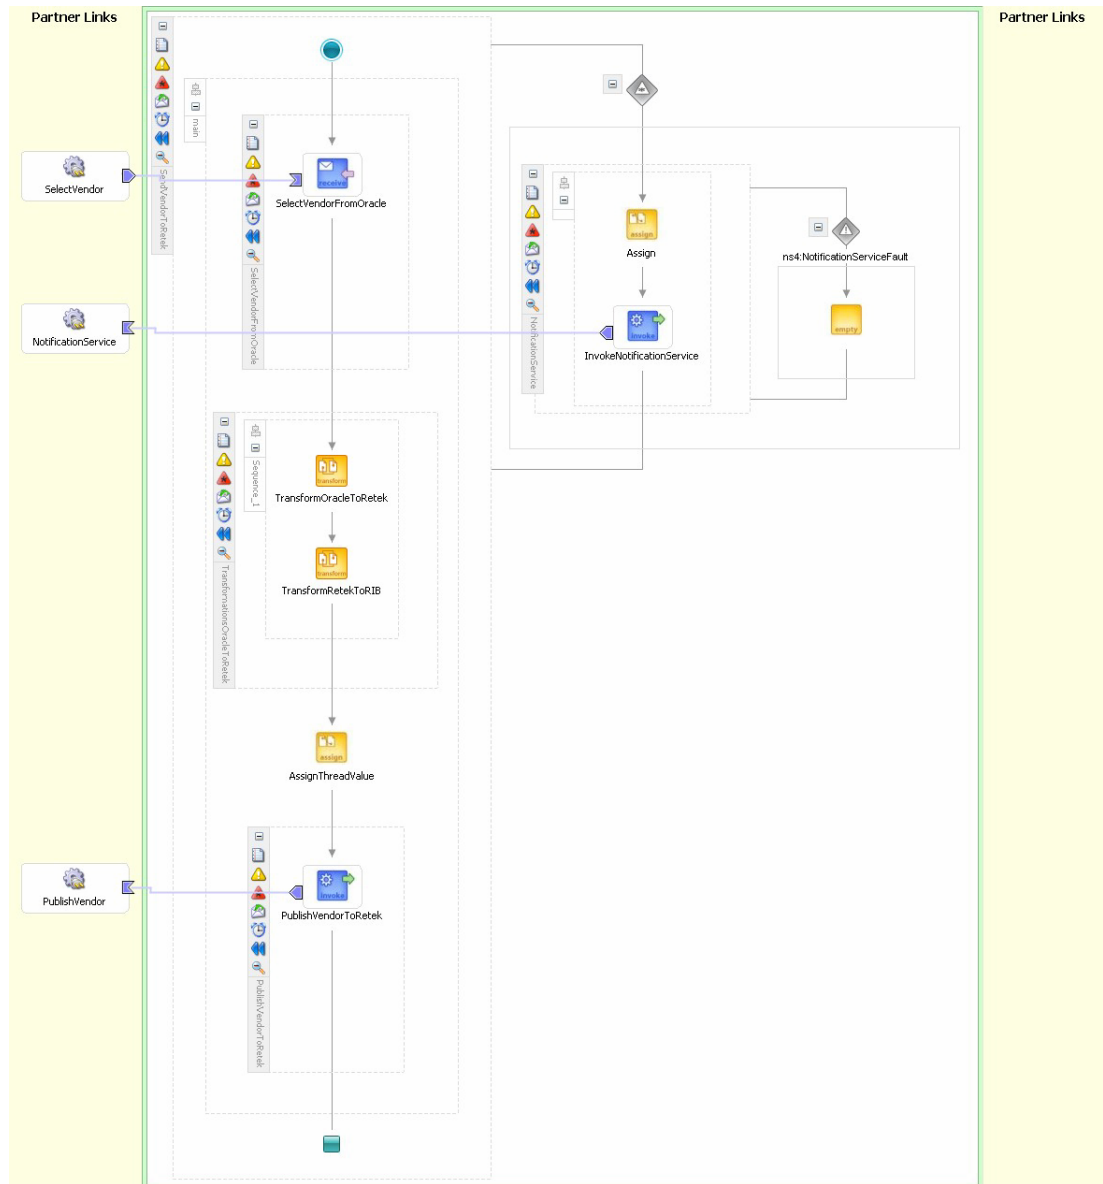 Partner Links
Partner Links
main
SendVendorToRetek
SelectVendor
receive
SelectVendorFromOracle
SelectVendorFromOracle
assign
Assign
ns4:NotificationServiceFault
NotificationService
invoke
InvokeNotificationService
NotificationService
empty
Sequence_1
transform
TransformOracleToRetek
transform
TransformRetekToRIB
TransformationsOracleToRetek
assign
AssignThreadValue
PublishVendor
invoke
PublishVendorToRetek
PublishVendorToRetek